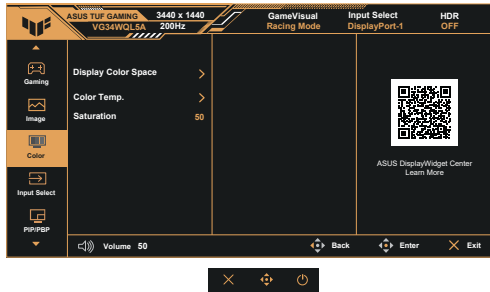 ASUS TUF GAMING 3440 x 1440
VG34WQL5A 200Hz
GameVisual
Racing Mode
Input Select
DisplayPort-1
HDR
OFF
Gaming
Image
Color
Input Select
PIP/PBP
Display Color Space
Color Temp.
Saturation 50
ASUS DisplayWidget Center
Learn More
Volume 50
Back
Enter
Exit